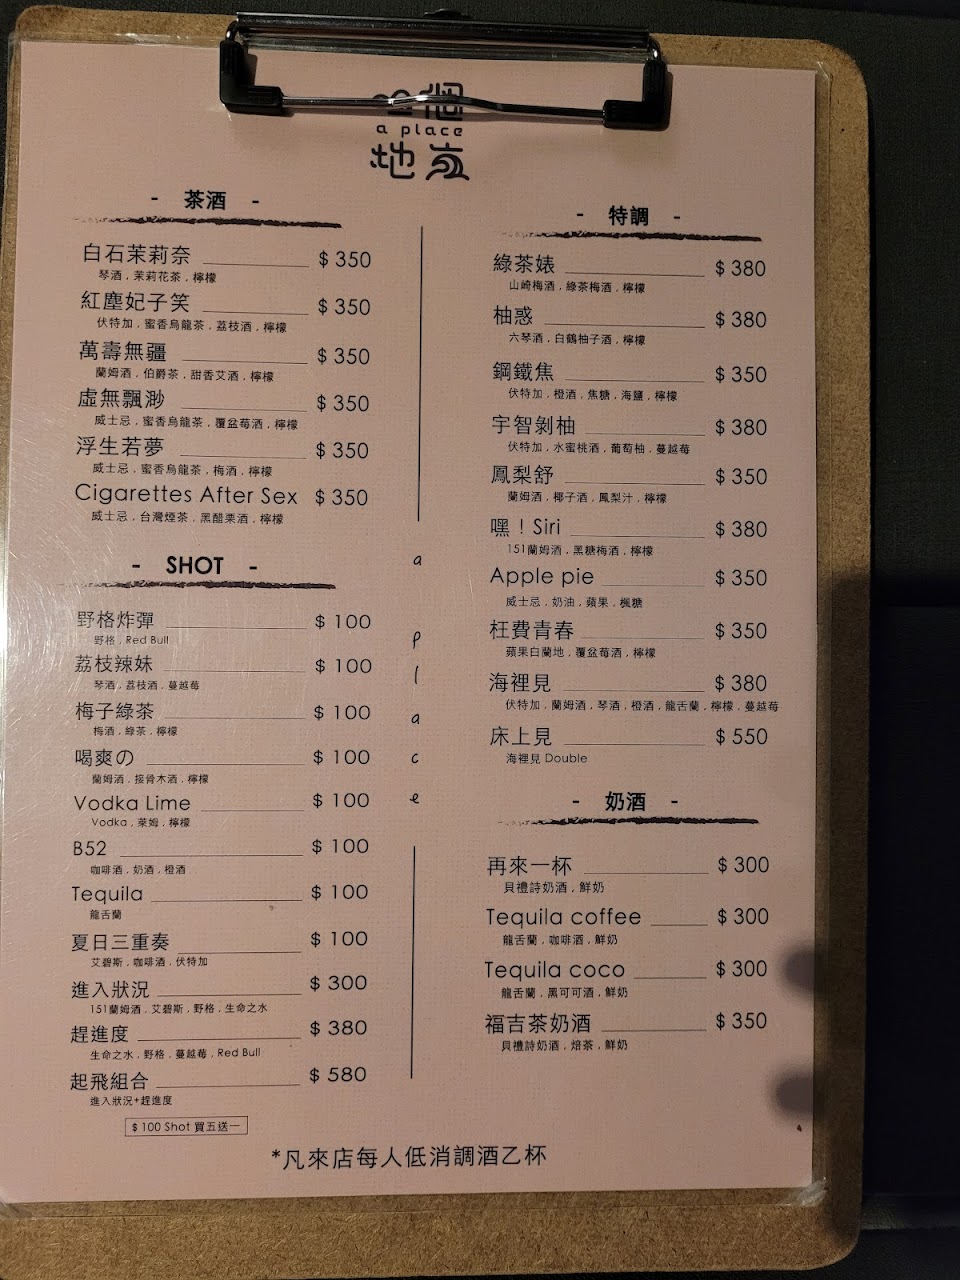 一個
a place
地方
- 茶酒 -
白石茉莉奈 $ 350
琴酒．茉莉花茶．檸檬
紅塵妃子笑 $ 350
伏特加．蜜香烏龍茶．荔枝酒．檸檬
萬壽無疆 $ 350
蘭姆酒．伯爵茶．甜香艾酒．檸檬
虛無飄渺 $ 350
威士忌．蜜香烏龍茶．覆盆莓酒．檸檬
浮生若夢 $ 350
威士忌．蜜香烏龍茶．梅酒．檸檬
Cigarettes After Sex $ 350
威士忌．台灣煙茶．黑醋栗酒．檸檬
- SHOT -
野格炸彈 $ 100
野格．Red Bull
荔枝辣妹 $ 100
琴酒．荔枝酒．蔓越莓
梅子綠茶 $ 100
梅酒．綠茶．檸檬
喝爽の $ 100
蘭姆酒．接骨木酒．檸檬
Vodka Lime $ 100
Vodka．萊姆．檸檬
B52 $ 100
咖啡酒．奶酒．橙酒
Tequila $ 100
龍舌蘭
夏日三重奏 $ 100
艾碧斯．咖啡酒．伏特加
進入狀況 $ 300
151蘭姆酒．艾碧斯．野格．生命之水
趕進度 $ 380
生命之水．野格．蔓越莓．Red Bull
起飛組合 $ 580
進入狀況+趕進度
$ 100 Shot 買五送一
a place
- 特調 -
綠茶婊 $ 380
山崎梅酒．綠茶梅酒．檸檬
柚惑 $ 380
六琴酒．白鶴柚子酒．檸檬
鋼鐵焦 $ 350
伏特加．橙酒．焦糖．海鹽．檸檬
宇智剝柚 $ 380
伏特加．水蜜桃酒．葡萄柚．蔓越莓
鳳梨舒 $ 350
蘭姆酒．椰子酒．鳳梨汁．檸檬
嘿！Siri $ 380
151蘭姆酒．黑糖梅酒．檸檬
Apple pie $ 350
威士忌．奶油．蘋果．楓糖
枉費青春 $ 350
蘋果白蘭地．覆盆莓酒．檸檬
海裡見 $ 380
伏特加．蘭姆酒．琴酒．橙酒．龍舌蘭．檸檬．蔓越莓
床上見 $ 550
海裡見 Double
- 奶酒 -
再來一杯 $ 300
貝禮詩奶酒．鮮奶
Tequila coffee $ 300
龍舌蘭．咖啡酒．鮮奶
Tequila coco $ 300
龍舌蘭．黑可可酒．鮮奶
福吉茶奶酒 $ 350
貝禮詩奶酒．焙茶．鮮奶
*凡來店每人低消調酒乙杯